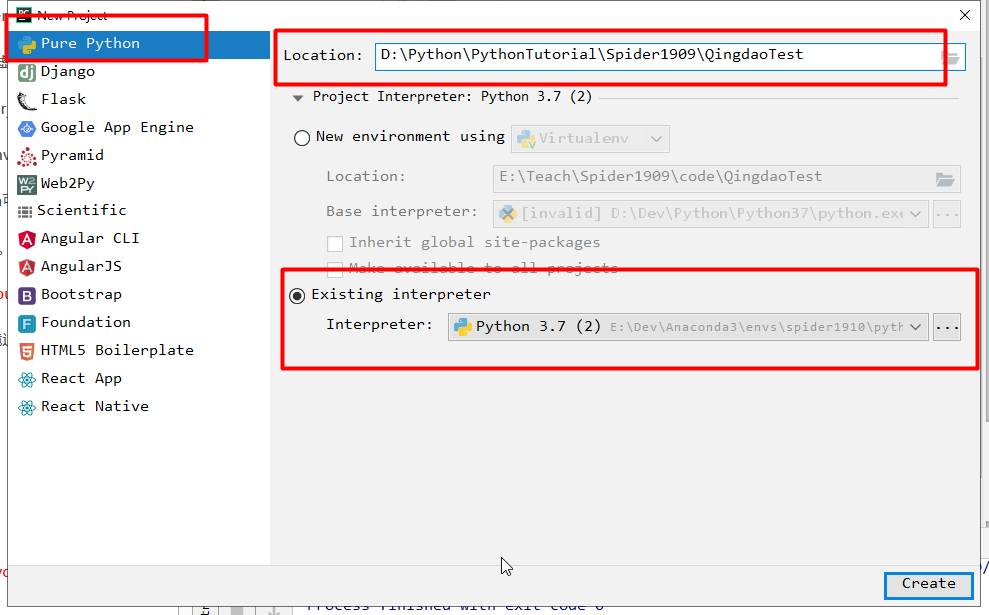 New Project
Pure Python
Django
Flask
Google App Engine
Pyramid
Web2Py
Scientific
Angular CLI
AngularJS
Bootstrap
Foundation
HTML5 Boilerplate
React App
React Native
Location: D:\Python\PythonTutorial\Spider1909\QingdaoTest
Project Interpreter: Python 3.7 (2)
New environment using Virtualenv
Location: E:\Teach\Spider1909\code\QingdaoTest
Base interpreter: [invalid] D:\Dev\Python\Python37\python.exe ...
Inherit global site-packages
Make available to all projects
Existing interpreter
Interpreter: Python 3.7 (2) E:\Dev\Anaconda3\envs\spider1910\pyth ...
Create
Process finished with exit code 0